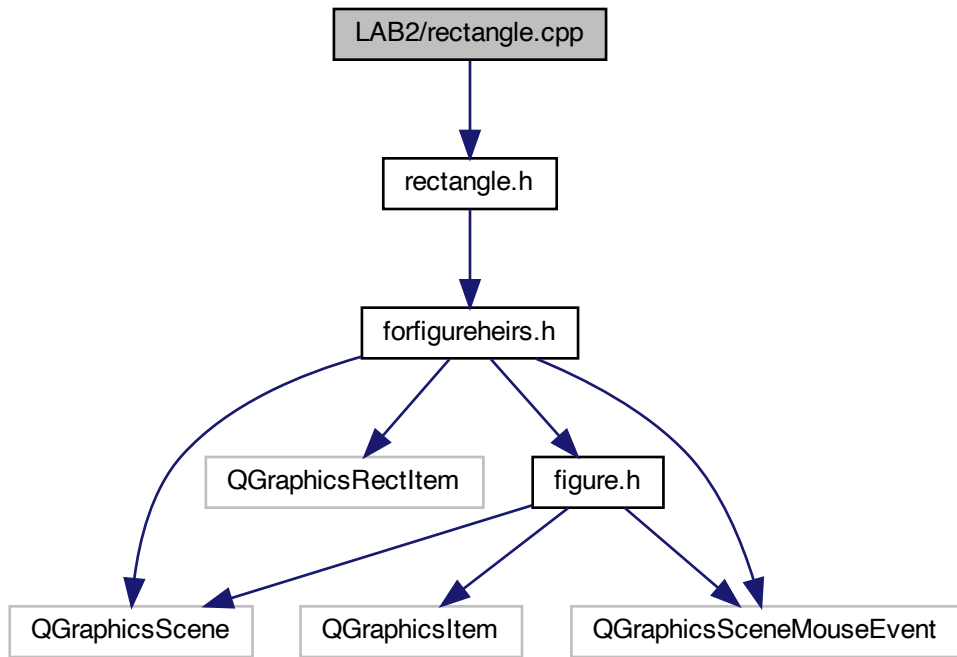 LAB2/rectangle.cpp
rectangle.h
forfigureheirs.h
QGraphicsRectItem
figure.h
QGraphicsScene
QGraphicsItem
QGraphicsSceneMouseEvent